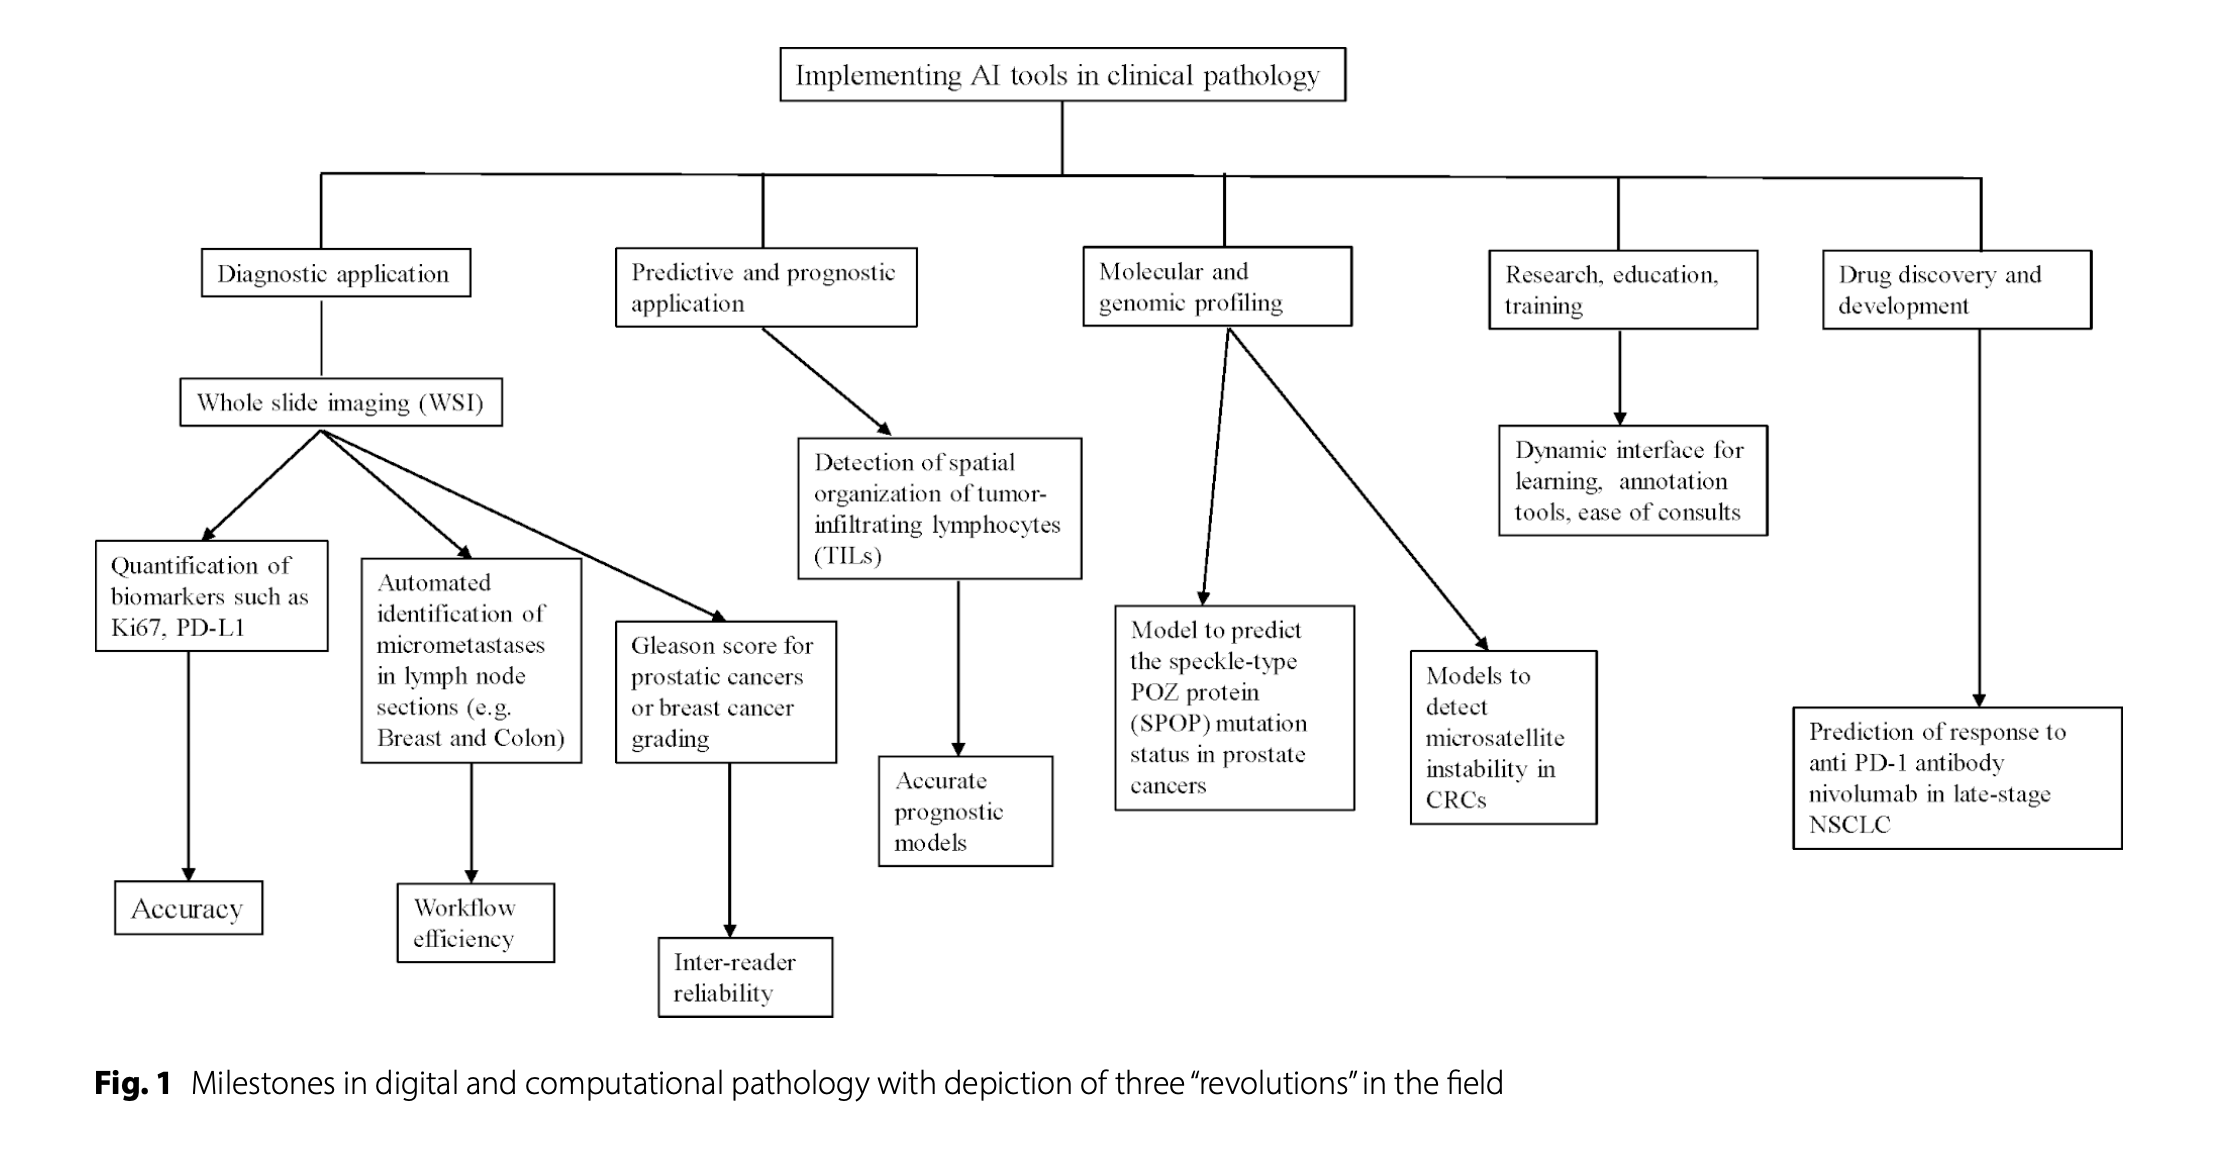 Implementing AI tools in clinical pathology
Diagnostic application
Predictive and prognostic
application
Molecular and
genomic profiling
Research, education,
training
Drug discovery and
development
Whole slide imaging (WSI)
Detection of spatial
organization of tumor-
infiltrating lymphocytes
(TILs)
Dynamic interface for
learning, annotation
tools, ease of consults
Quantification of
biomarkers such as
Ki67, PD-L1
Automated
identification of
micrometastases
in lymph node
sections (e.g.
Breast and Colon)
Gleason score for
prostatic cancers
or breast cancer
grading
Model to predict
the speckle-type
POZ protein
(SPOP) mutation
status in prostate
cancers
Models to
detect
microsatellite
instability in
CRCs
Prediction of response to
anti PD-1 antibody
nivolumab in late-stage
NSCLC
Accurate
prognostic
models
Accuracy
Workflow
efficiency
Inter-reader
reliability
Fig. 1 Milestones in digital and computational pathology with depiction of three “revolutions” in the field